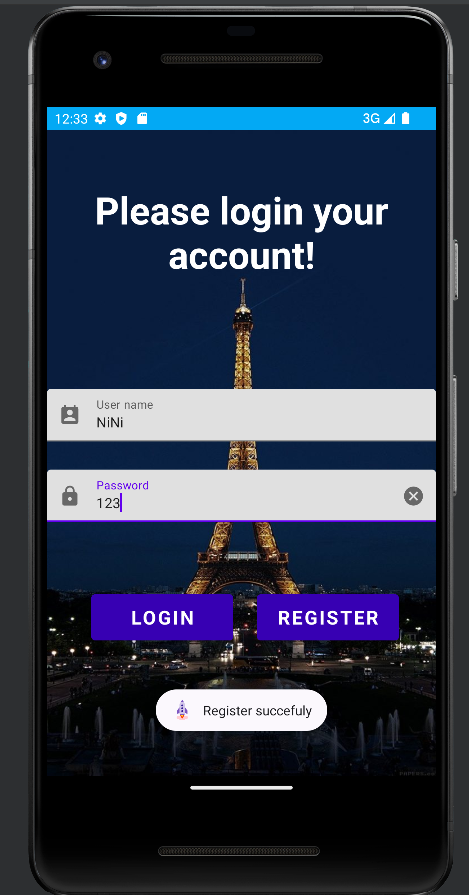 12:33 3G
Please login your
account!
User name
NiNi
Password
123
LOGIN REGISTER
Register succefuly